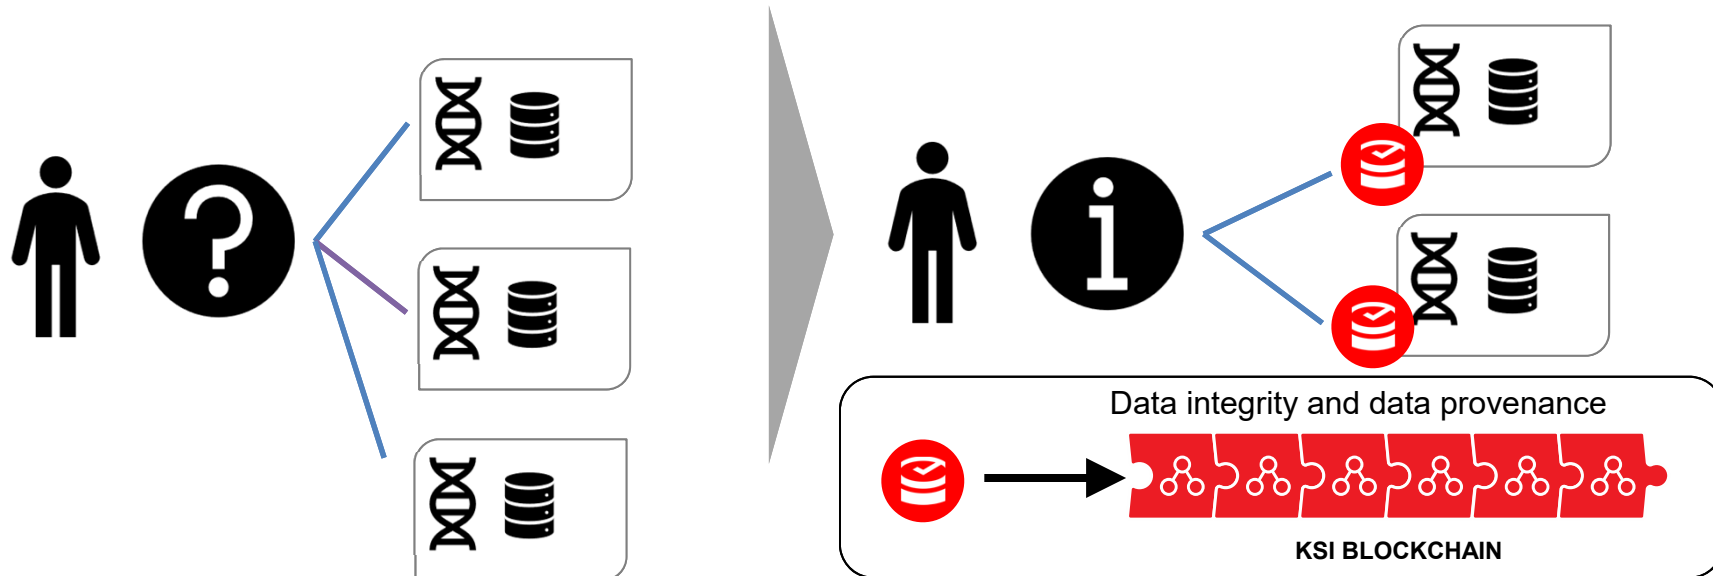 ?
i
Data integrity and data provenance
KSI BLOCKCHAIN